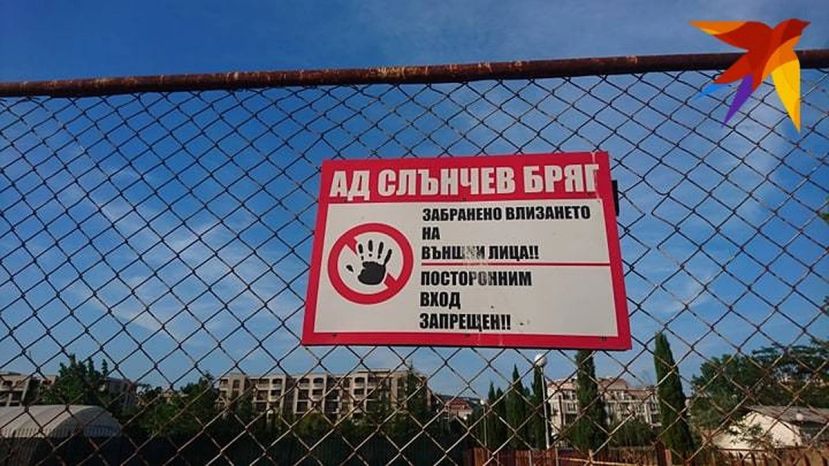 АД СЛЪНЧЕВ БРЯГ
ЗАБРАНЕНО ВЛИЗАНЕТО
НА
ВЪНШНИ ЛИЦА!!
ПОСТОРОННИМ
ВХОД
ЗАПРЕЩЕН!!